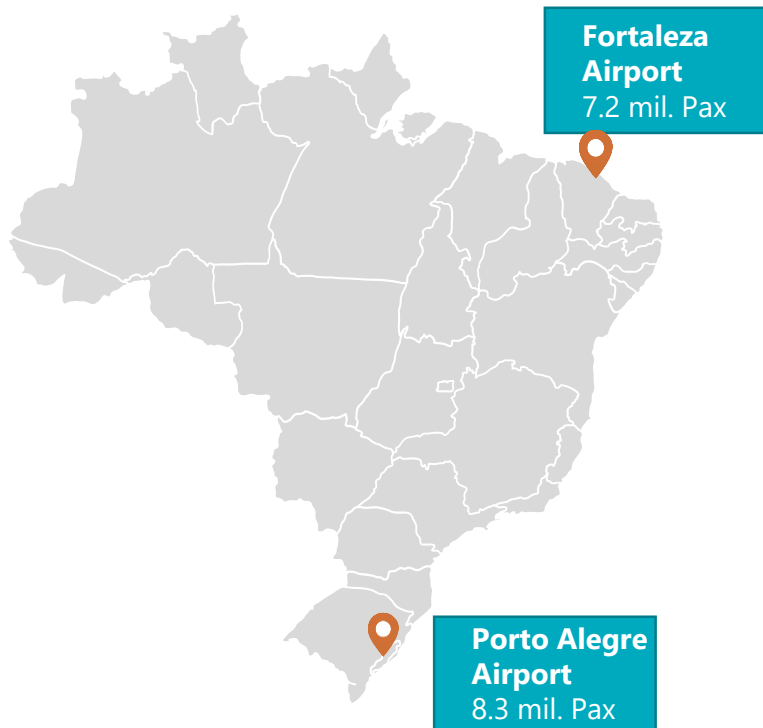 Fortaleza
Airport
7.2 mil. Pax
Porto Alegre
Airport
8.3 mil. Pax